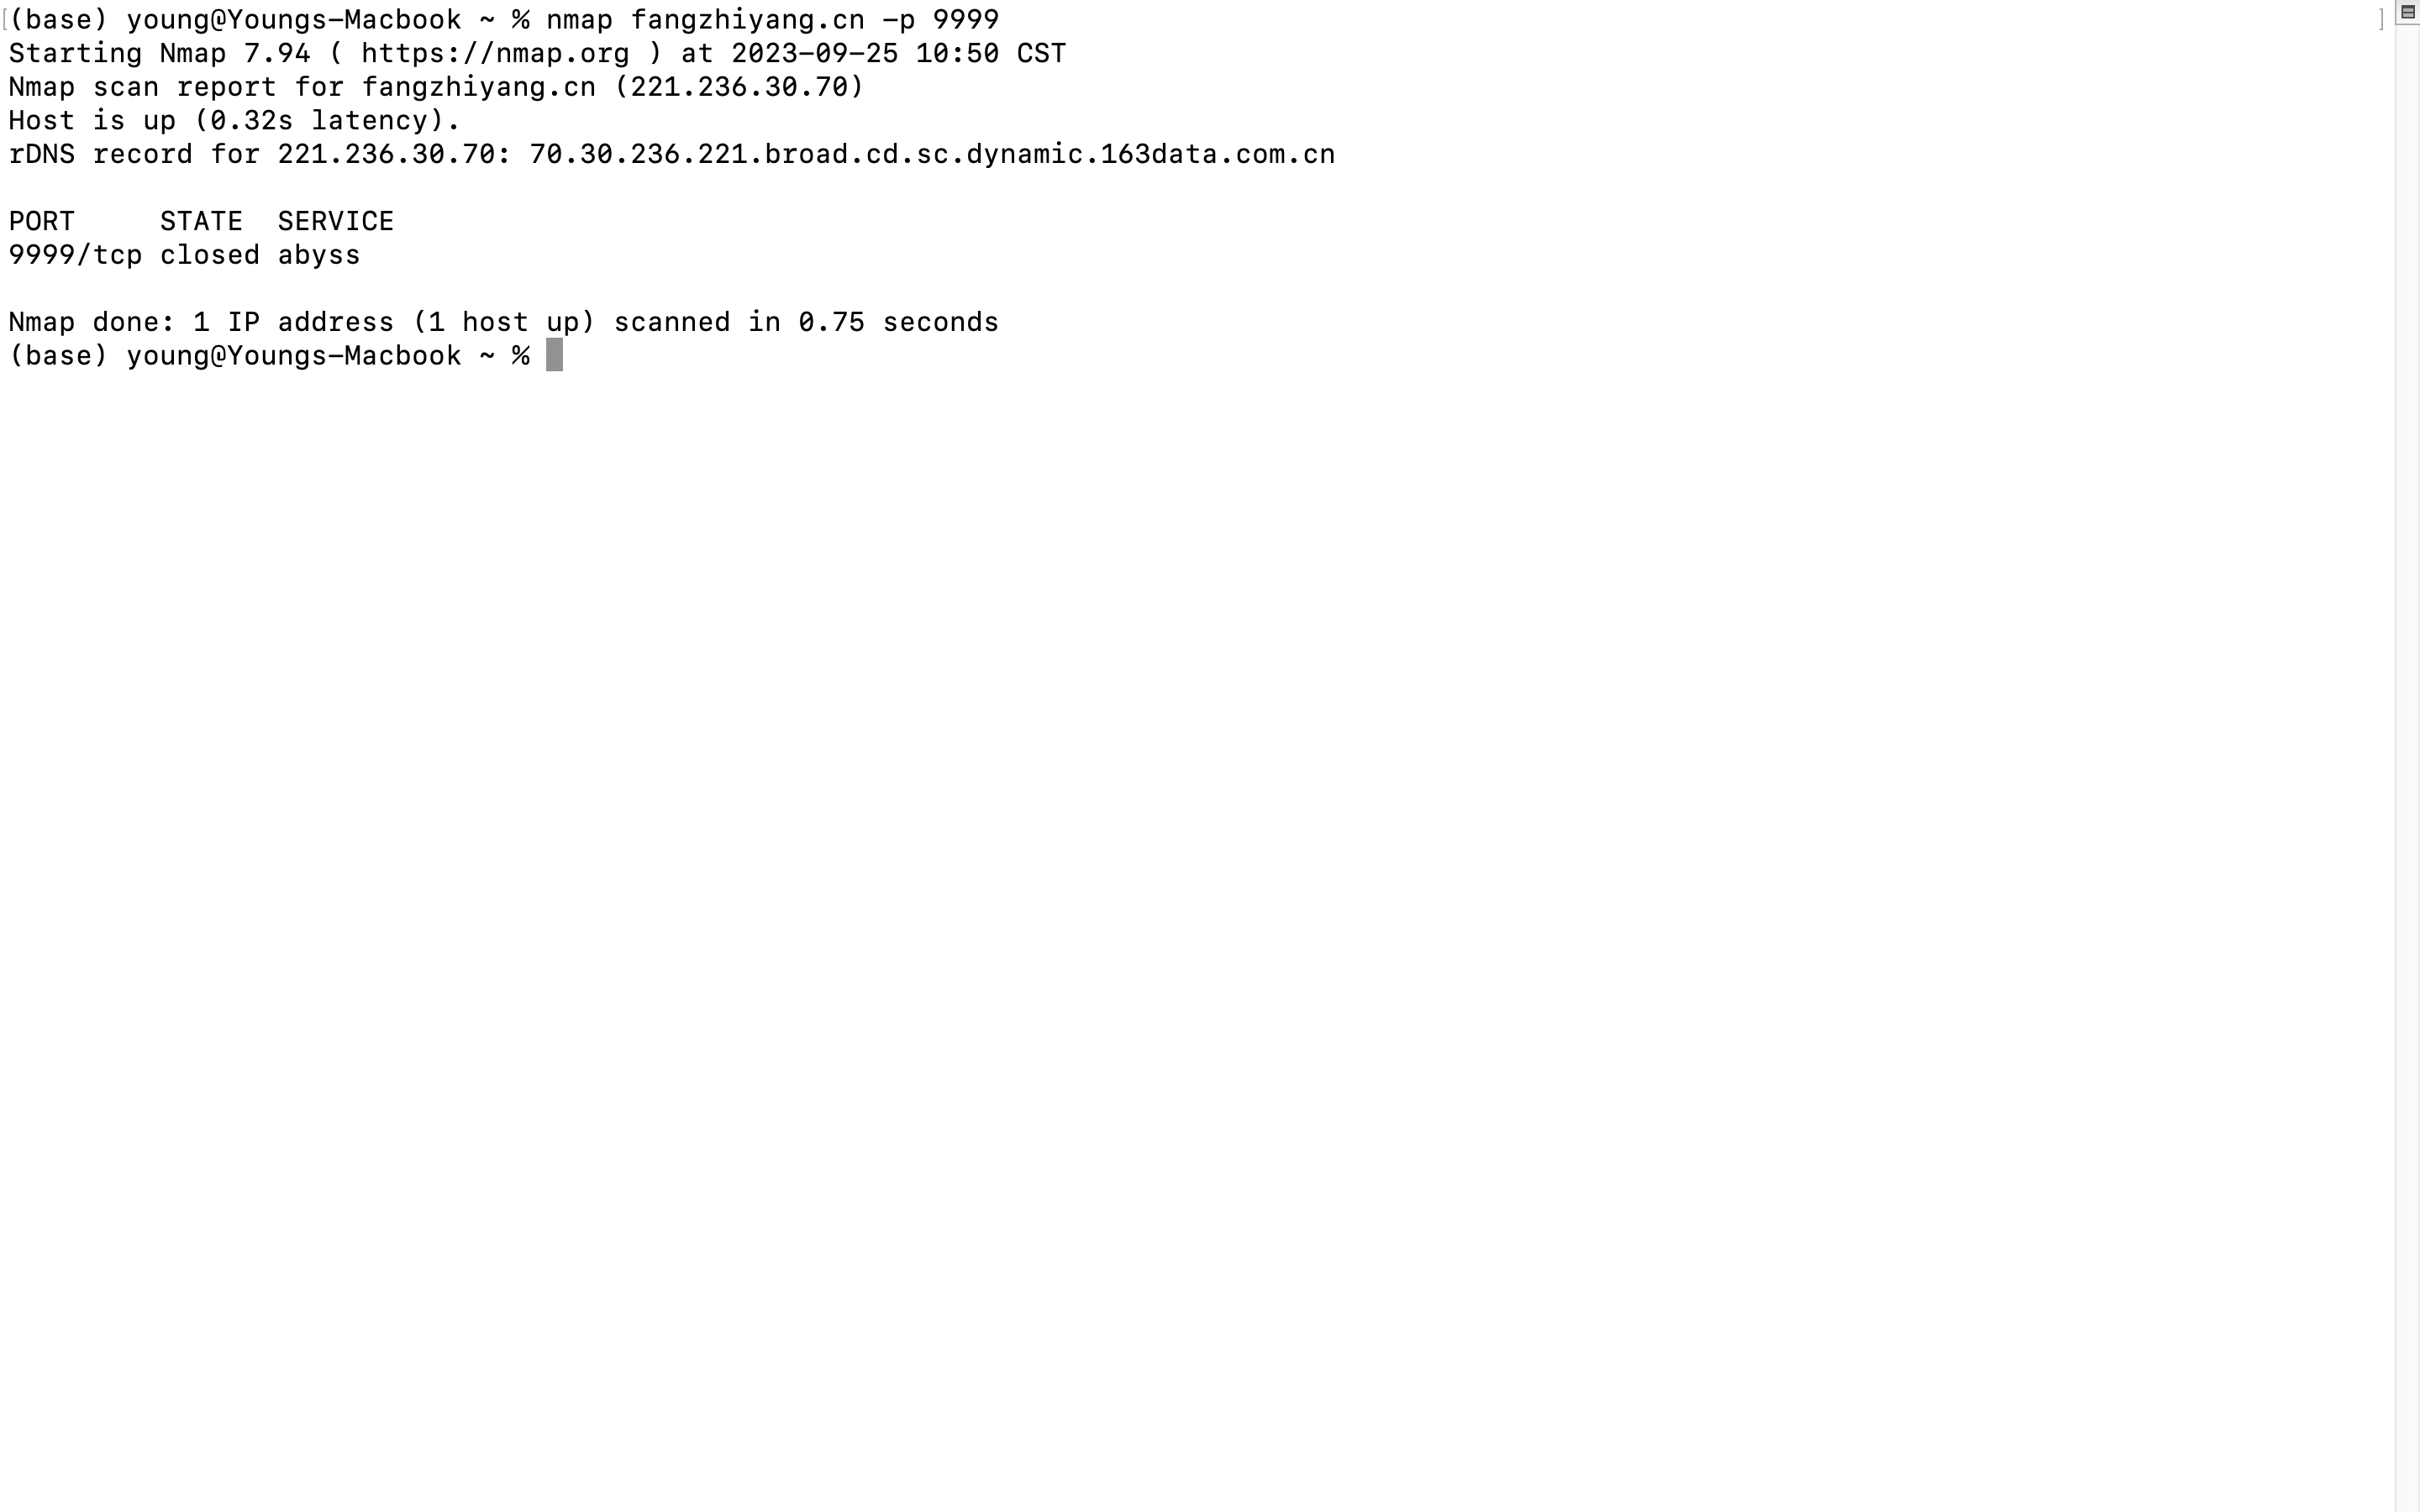 [(base) young@Youngs-Macbook ~ % nmap fangzhiyang.cn -p 9999 ]
Starting Nmap 7.94 ( https://nmap.org ) at 2023-09-25 10:50 CST
Nmap scan report for fangzhiyang.cn (221.236.30.70)
Host is up (0.32s latency).
rDNS record for 221.236.30.70: 70.30.236.221.broad.cd.sc.dynamic.163data.com.cn
PORT     STATE  SERVICE
9999/tcp closed abyss
Nmap done: 1 IP address (1 host up) scanned in 0.75 seconds
(base) young@Youngs-Macbook ~ %